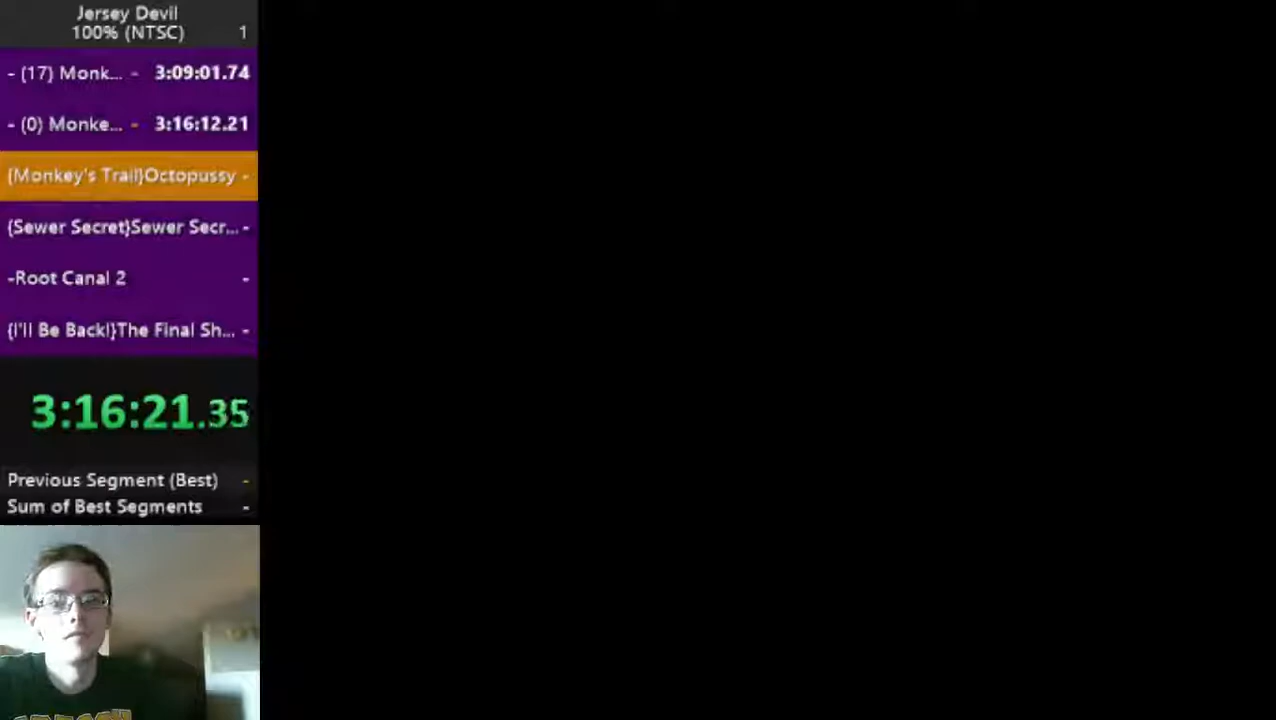 Jersey Devil
100% (NTSC) 1
- (17) Monk... - 3:09:01.74
- (0) Monke... - 3:16:12.21
{Monkey's Trail}Octopussy -
{Sewer Secret}Sewer Secr... -
-Root Canal 2 -
{I'll Be Back!}The Final Sh... -
3:16:21.35
Previous Segment (Best) -
Sum of Best Segments -